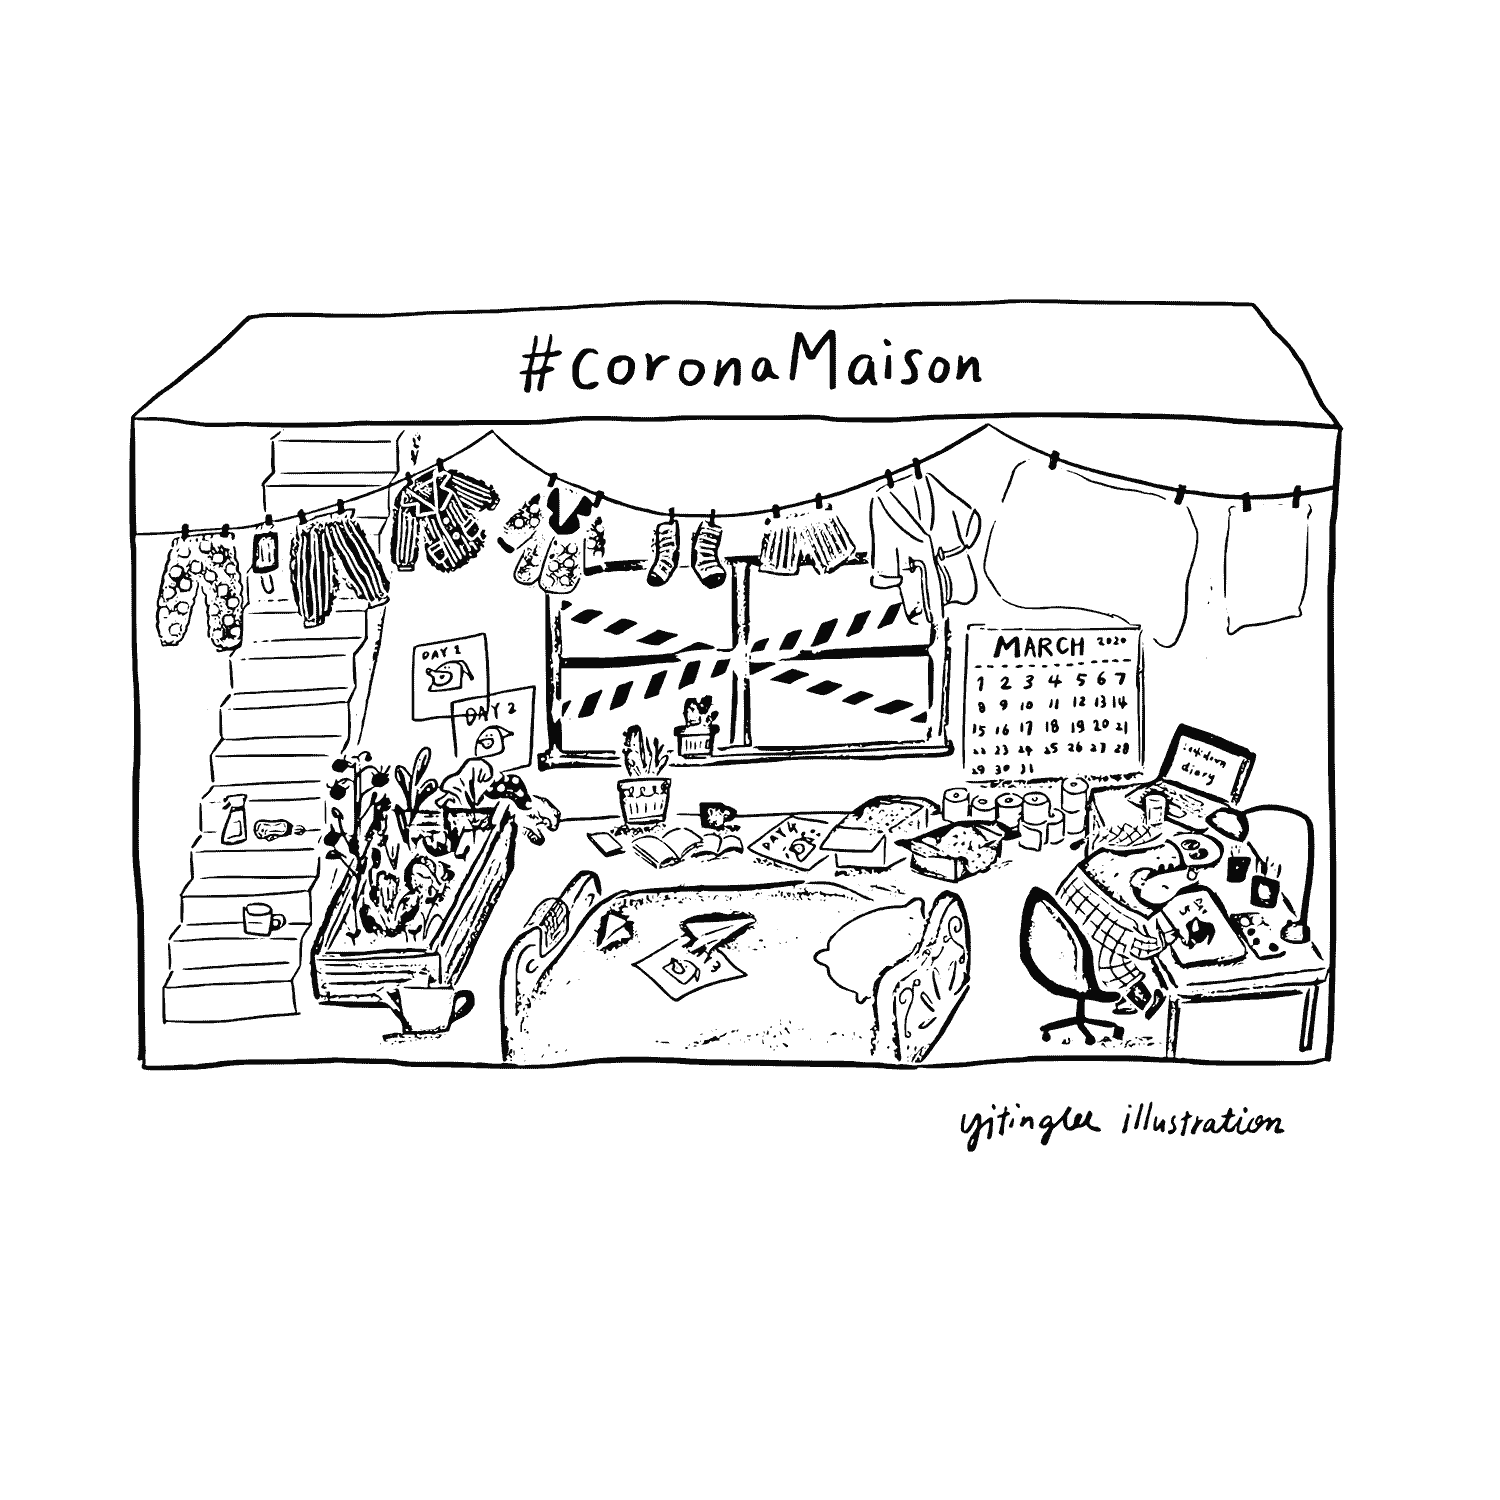 #coronaMaison
MARCH 2020
1 2 3 4 5 6 7
8 9 10 11 12 13 14
15 16 17 18 19 20 21
22 23 24 25 26 27 28
29 30 31
DAY 1
DAY 2
lockdown
diary
DAY 4
3
yitinglee illustration